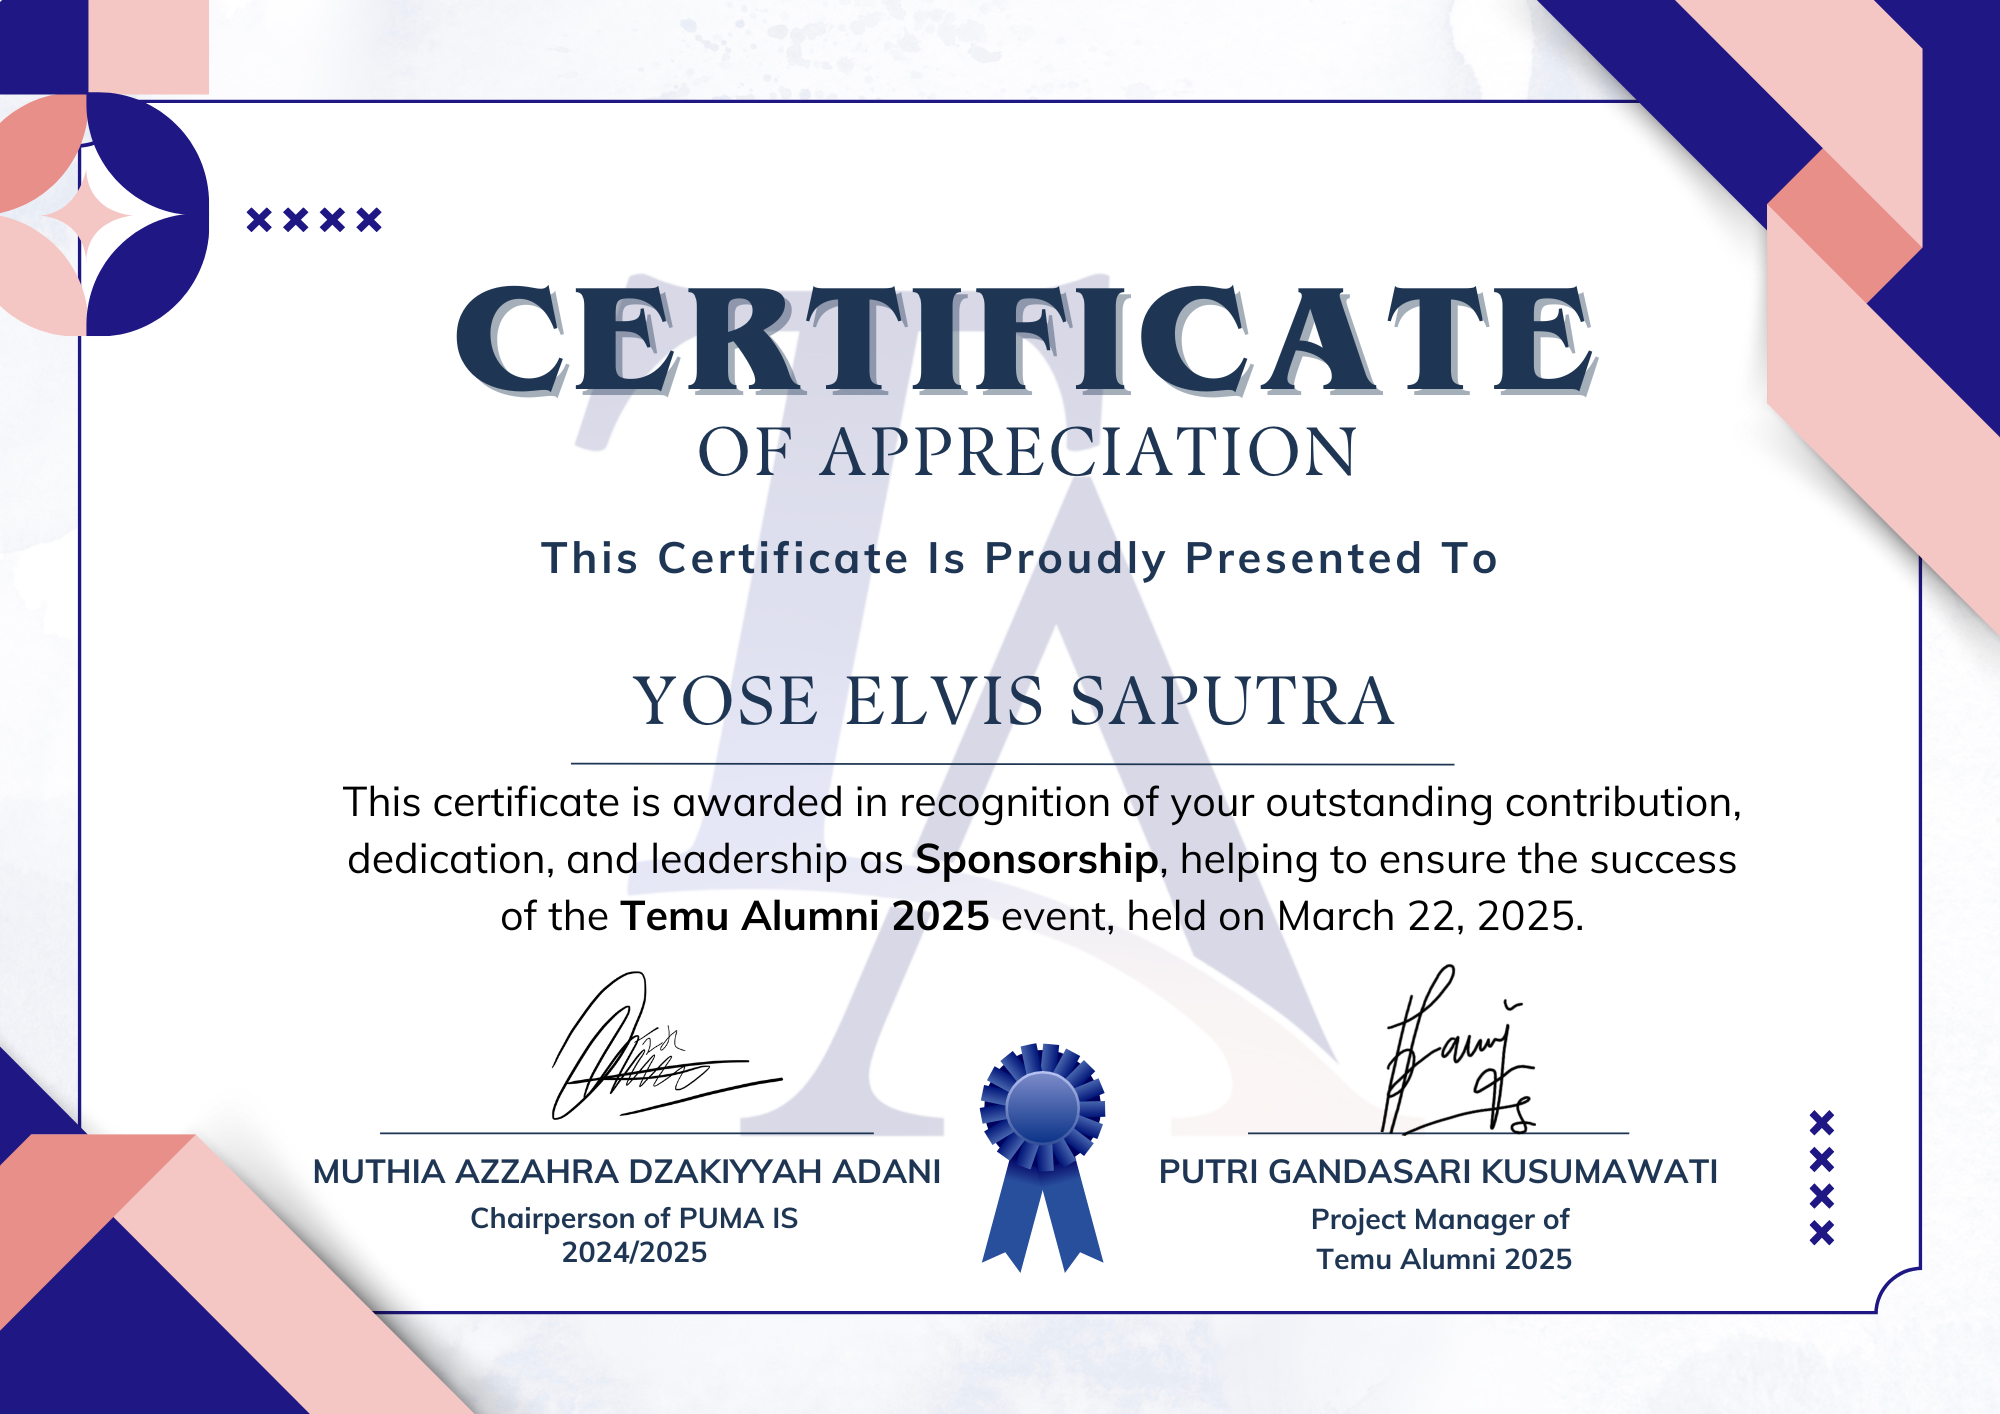 CERTIFICATE
OF APPRECIATION
This Certificate Is Proudly Presented To
YOSE ELVIS SAPUTRA
This certificate is awarded in recognition of your outstanding contribution,
dedication, and leadership as Sponsorship, helping to ensure the success
of the Temu Alumni 2025 event, held on March 22, 2025.
MUTHIA AZZAHRA DZAKIYYAH ADANI
Chairperson of PUMA IS
2024/2025
PUTRI GANDASARI KUSUMAWATI
Project Manager of
Temu Alumni 2025